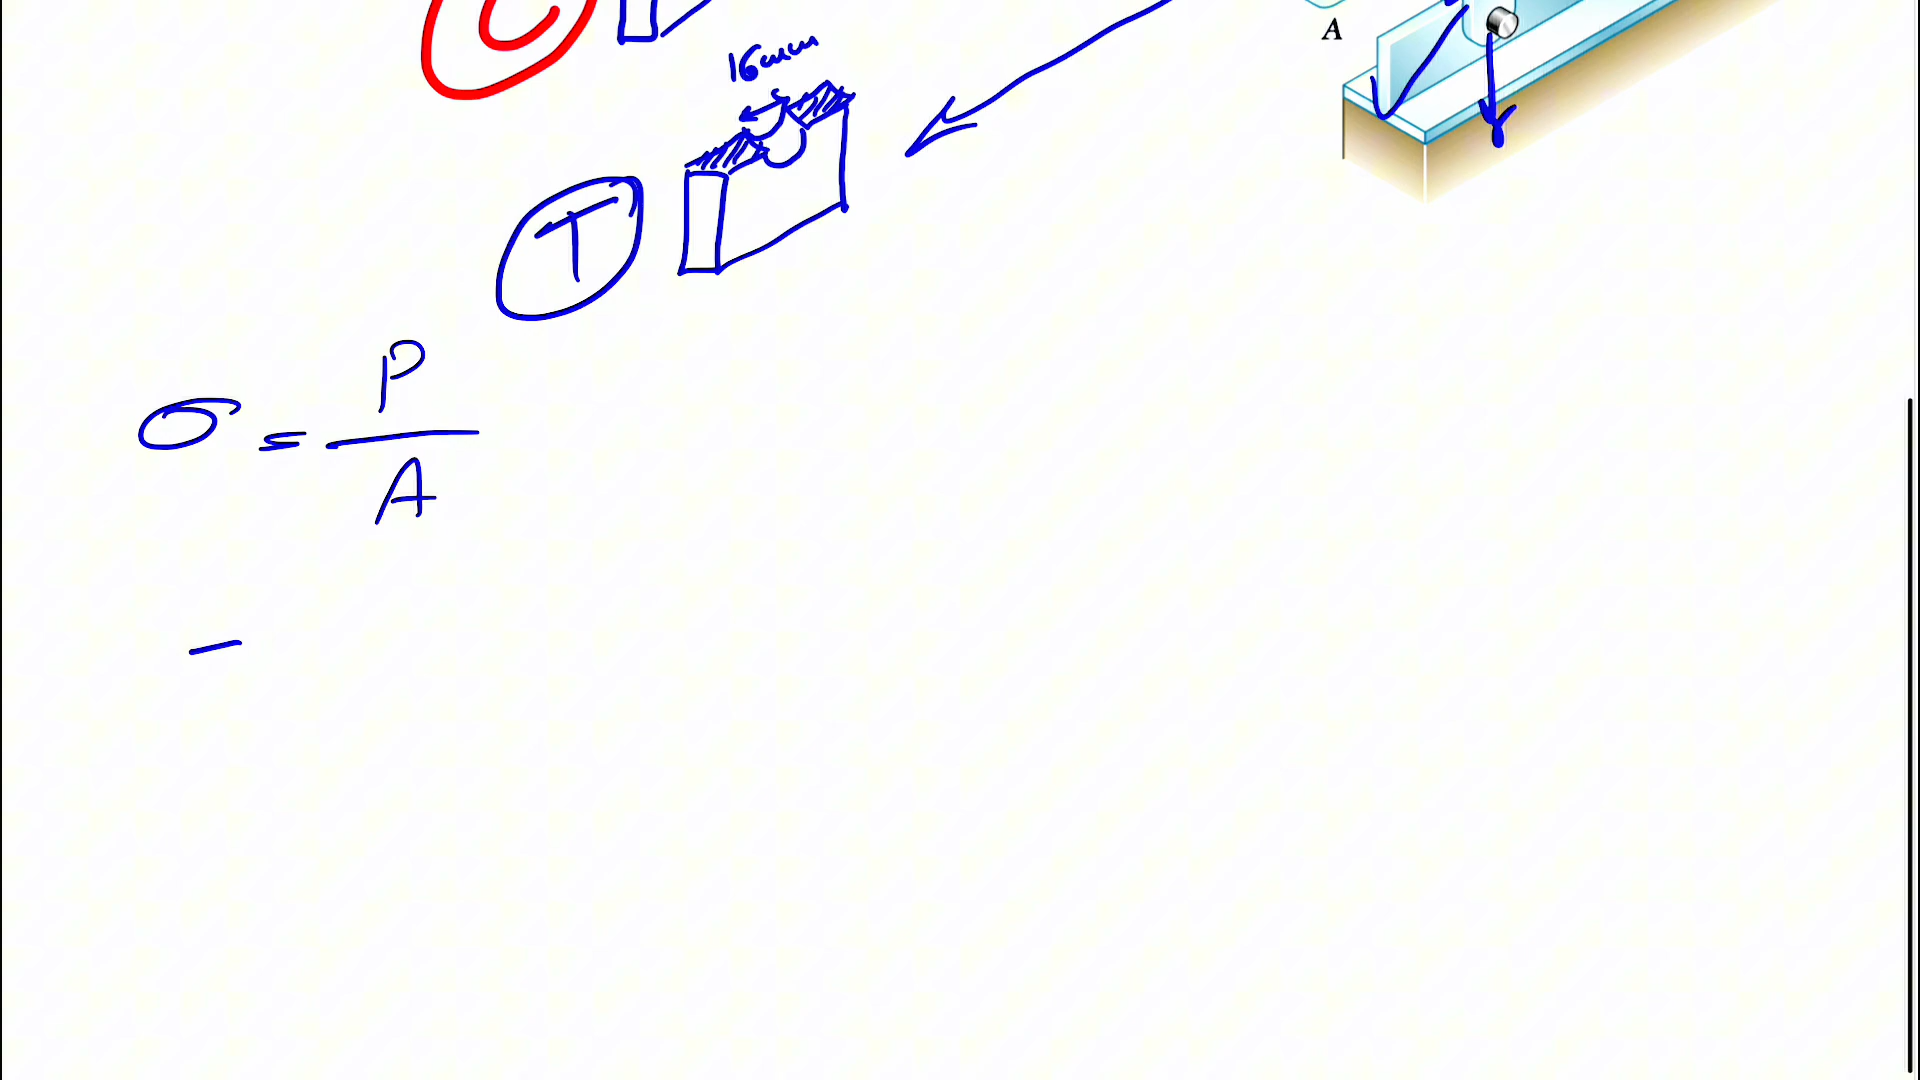 C
A
16mm
T
σ = P / A